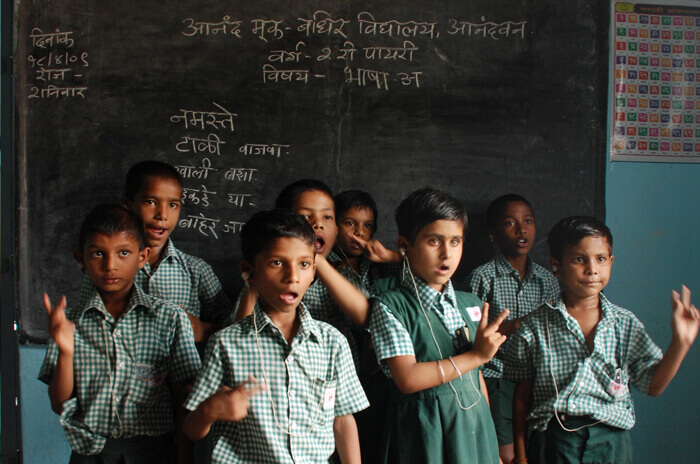 दिनांक
१८/४/०९
रोज -
शनिवार
आनंद मूक-बधिर विद्यालय, आनंदवन.
वर्ग - २ री पायरी
विषय - भाषा अ
नमस्ते
टाळी वाजवा.
खाली बसा.
इकडे या-
बाहेर जा